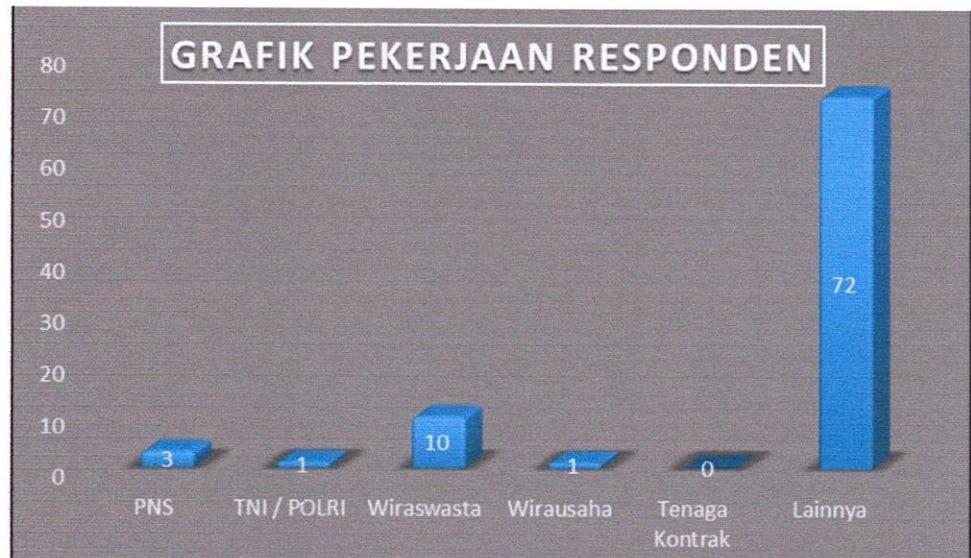 GRAFIK PEKERJAAN RESPONDEN
80
70
60
50
40
30
20
10
0
3
1
10
1
0
72
PNS
TNI / POLRI
Wiraswasta
Wirausaha
Tenaga
Kontrak
Lainnya